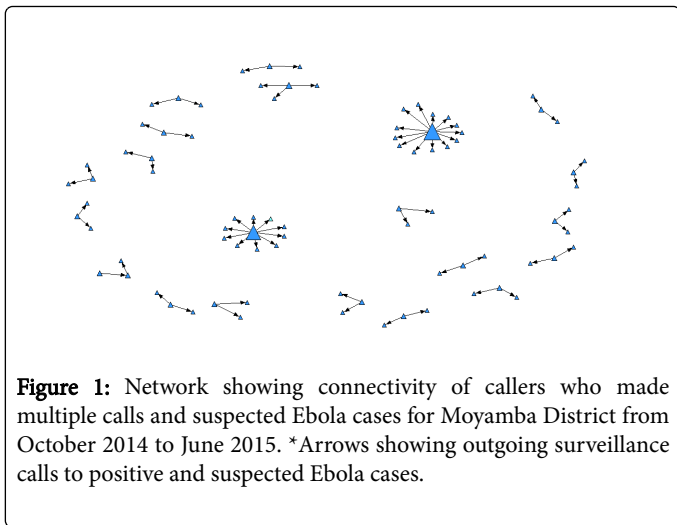 Figure 1: Network showing connectivity of callers who made
multiple calls and suspected Ebola cases for Moyamba District from
October 2014 to June 2015. *Arrows showing outgoing surveillance
calls to positive and suspected Ebola cases.